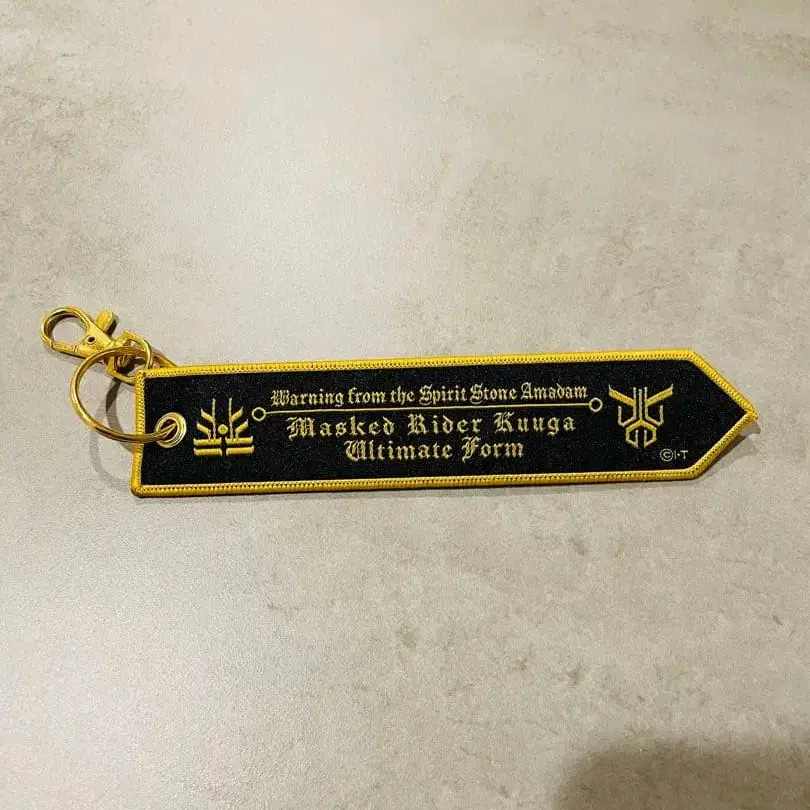 Warning from the Spirit Stone Amadam
Masked Rider Kuuga
Ultimate Form
©I·T